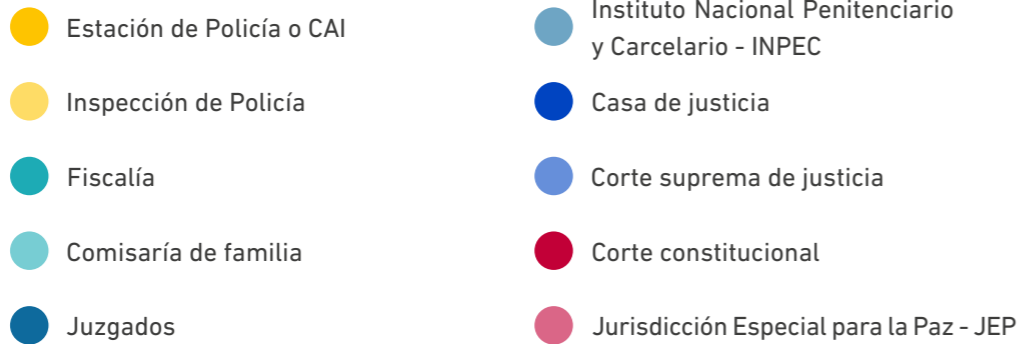 Estación de Policía o CAI
Inspección de Policía
Fiscalía
Comisaría de familia
Juzgados
Instituto Nacional Penitenciario
y Carcelario - INPEC
Casa de justicia
Corte suprema de justicia
Corte constitucional
Jurisdicción Especial para la Paz - JEP